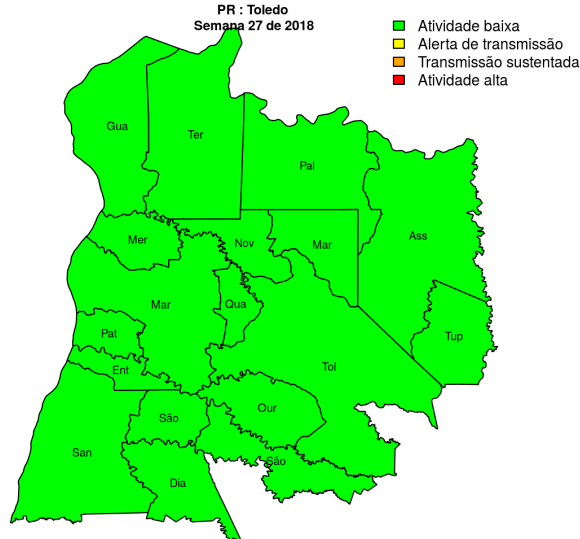 PR : Toledo
Semana 27 de 2018
Atividade baixa
Alerta de transmissão
Transmissão sustentada
Atividade alta
Gua
Ter
Pal
Ass
Mer
Nov
Mar
Mar
Qua
Pat
Tup
Ent
Tol
São
Our
San
São
Dia